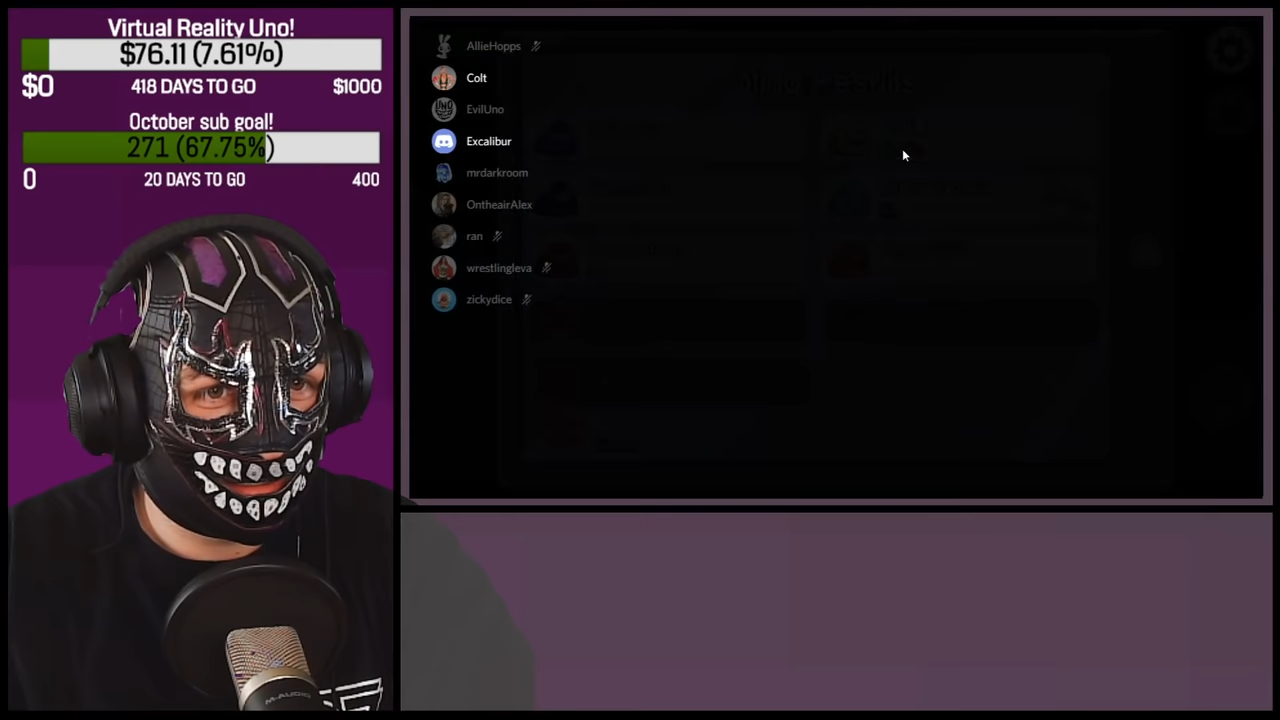 Virtual Reality Uno!
$76.11 (7.61%)
$0 418 DAYS TO GO $1000
October sub goal!
271 (67.75%)
0 20 DAYS TO GO 400
AllieHopps
Colt
EvilUno
Excalibur
mrdarkroom
OntheairAlex
ran
wrestlingleva
zickydice
M-AUDIO